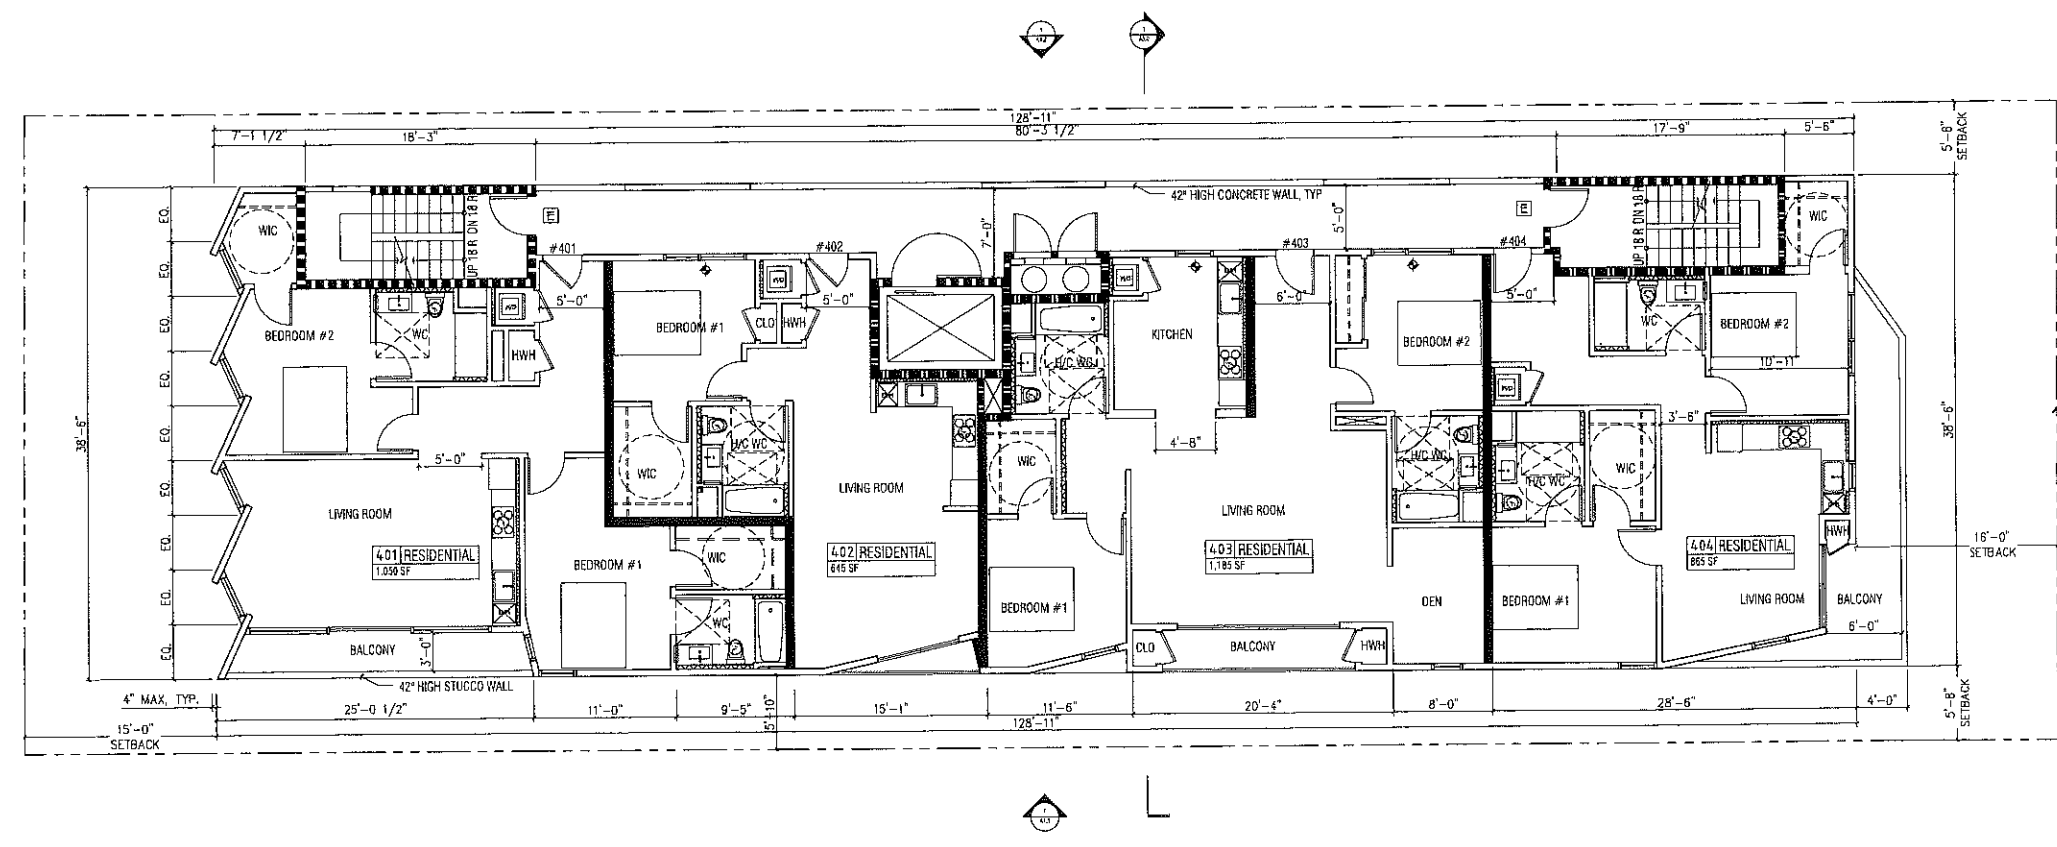 128'-11"
7'-1 1/2"
18'-3"
80'-3 1/2"
17'-9"
5'-6"
5'-6"
SETBACK
42" HIGH CONCRETE WALL, TYP
EQ.
EQ.
EQ.
EQ.
EQ.
EQ.
EQ.
EQ.
EQ.
38'-6"
WIC
UP 18 R DN 18 R
#401
#402
7'-0"
5'-0"
#403
#404
UP 18 R DN 18 R
WIC
5'-0"
5'-0"
6'-0"
5'-0"
BEDROOM #2
WC
HWH
BEDROOM #1
CLO
HWH
H/C WC
KITCHEN
BEDROOM #2
WC
BEDROOM #2
10'-11"
5'-0"
WIC
H/C WC
LIVING ROOM
WIC
4'-8"
H/C WC
H/C WC
WIC
3'-6"
38'-6"
LIVING ROOM
401 RESIDENTIAL
1,050 SF
BEDROOM #1
WIC
402 RESIDENTIAL
645 SF
LIVING ROOM
403 RESIDENTIAL
1,185 SF
404 RESIDENTIAL
865 SF
HWH
16'-0"
SETBACK
WC
BEDROOM #1
DEN
BEDROOM #1
LIVING ROOM
BALCONY
6'-0"
BALCONY
3'-0"
CLO
BALCONY
HWH
42" HIGH STUCCO WALL
4" MAX, TYP.
25'-0 1/2"
11'-0"
9'-5"
5'-10"
15'-1"
11'-6"
20'-4"
8'-0"
28'-6"
4'-0"
5'-8"
SETBACK
128'-11"
15'-0"
SETBACK